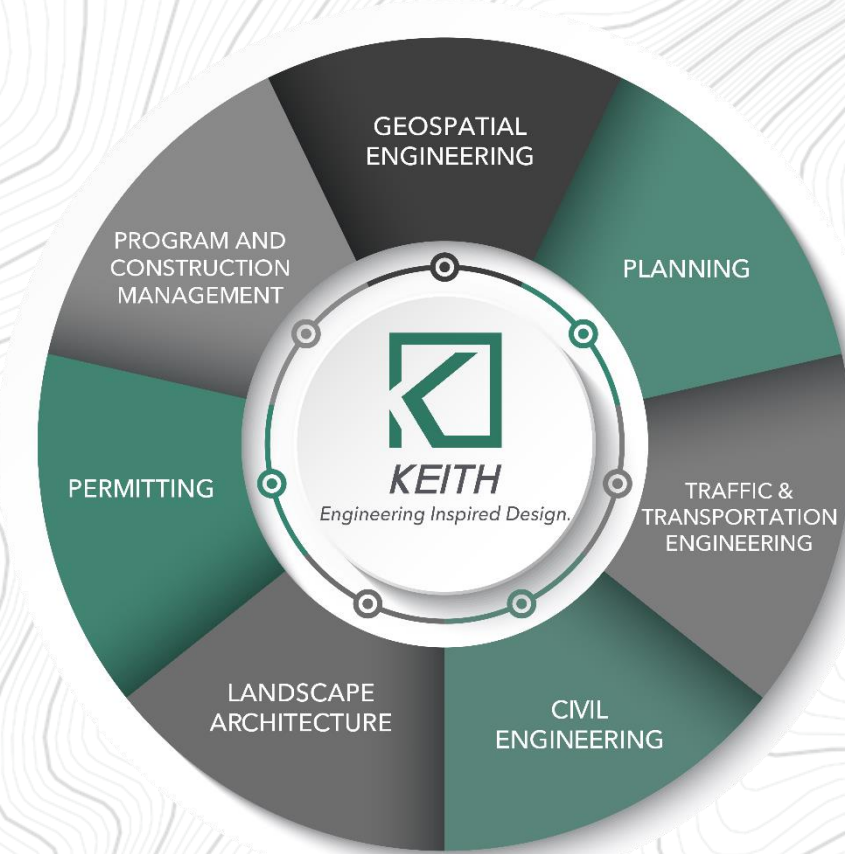 GEOSPATIAL
ENGINEERING
PLANNING
TRAFFIC &
TRANSPORTATION
ENGINEERING
CIVIL
ENGINEERING
LANDSCAPE
ARCHITECTURE
PERMITTING
PROGRAM AND
CONSTRUCTION
MANAGEMENT
KEITH
Engineering Inspired Design.